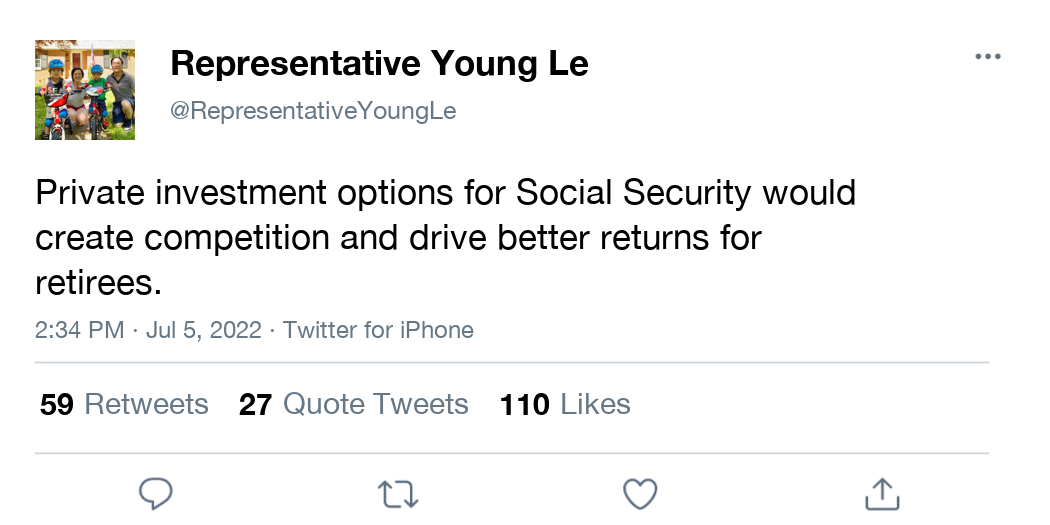 Representative Young Le
@RepresentativeYoungLe
Private investment options for Social Security would
create competition and drive better returns for
retirees.
2:34 PM · Jul 5, 2022 · Twitter for iPhone
59 Retweets 27 Quote Tweets 110 Likes